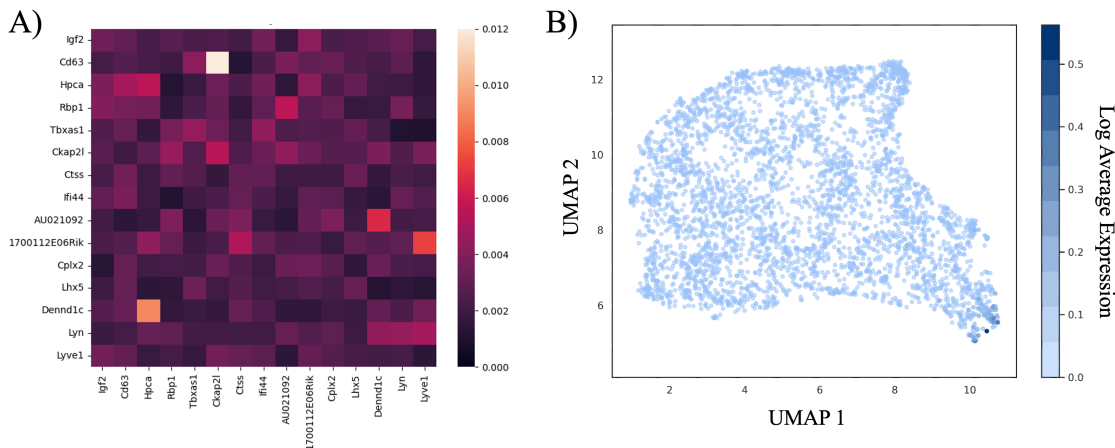 A)
Igf2
Cd63
Hpca
Rbp1
Tbxas1
Ckap2l
Ctss
Ifi44
AU021092
1700112E06Rik
Cplx2
Lhx5
Dennd1c
Lyn
Lyve1
Igf2
Cd63
Hpca
Rbp1
Tbxas1
Ckap2l
Ctss
Ifi44
AU021092
1700112E06Rik
Cplx2
Lhx5
Dennd1c
Lyn
Lyve1
0.012
0.010
0.008
0.006
0.004
0.002
0.000
B)
UMAP 2
12
10
8
6
2
4
6
8
10
UMAP 1
0.5
0.4
0.3
0.2
0.1
0.0
Log Average Expression